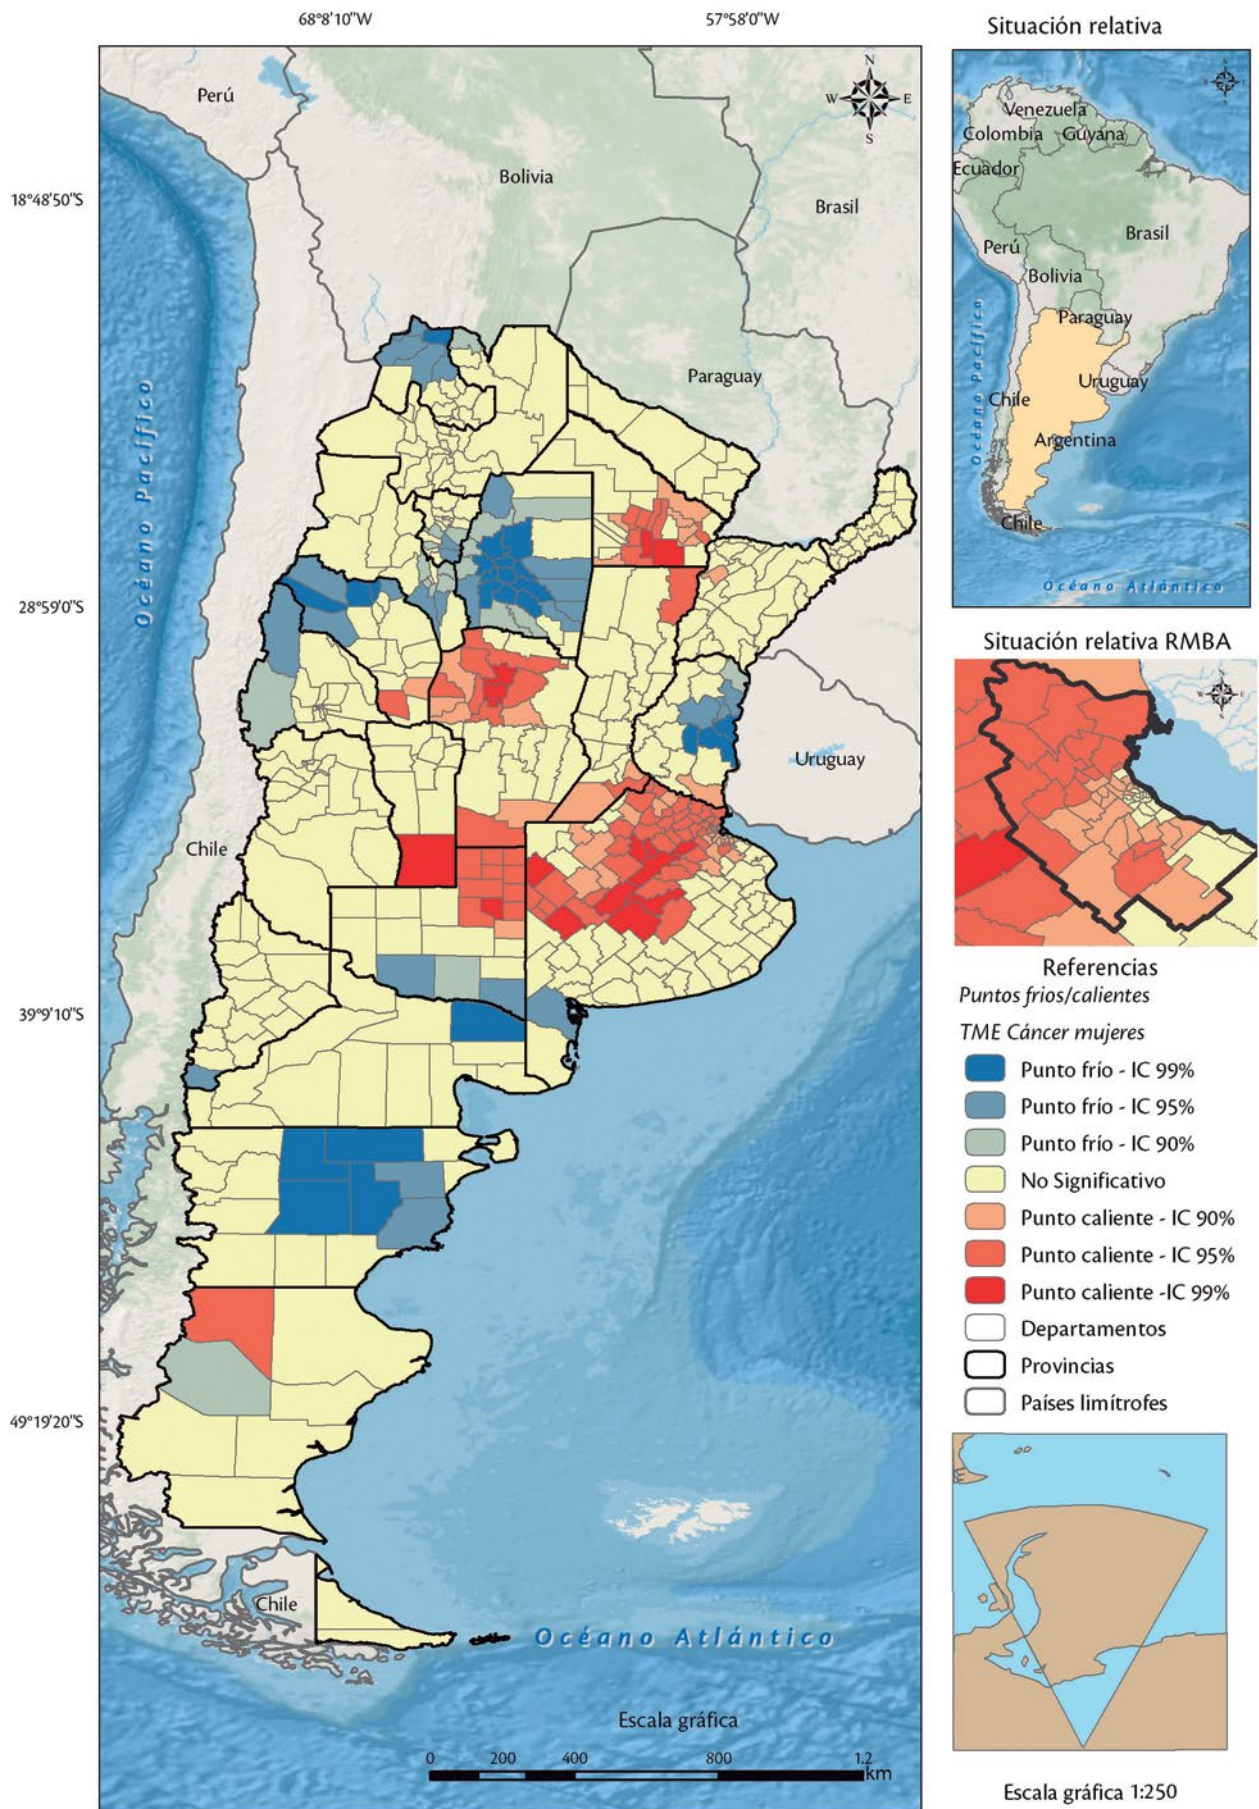 68°8'10"W
57°58'0"W
18°48'50"S
28°59'0"S
39°9'10"S
49°19'20"S
Perú
Bolivia
Brasil
Paraguay
Uruguay
Chile
Chile
Océano Pacífico
Océano Atlántico
N
W
E
S
Escala gráfica
0 200 400 800 1.2
km
Situación relativa
Venezuela
Colombia
Guyana
Ecuador
Brasil
Perú
Bolivia
Paraguay
Uruguay
Chile
Argentina
Chile
Océano Pacífico
Océano Atlántico
Situación relativa RMBA
Referencias
Puntos frios/calientes
TME Cáncer mujeres
Punto frío - IC 99%
Punto frío - IC 95%
Punto frío - IC 90%
No Significativo
Punto caliente - IC 90%
Punto caliente - IC 95%
Punto caliente -IC 99%
Departamentos
Provincias
Países limítrofes
Escala gráfica 1:250